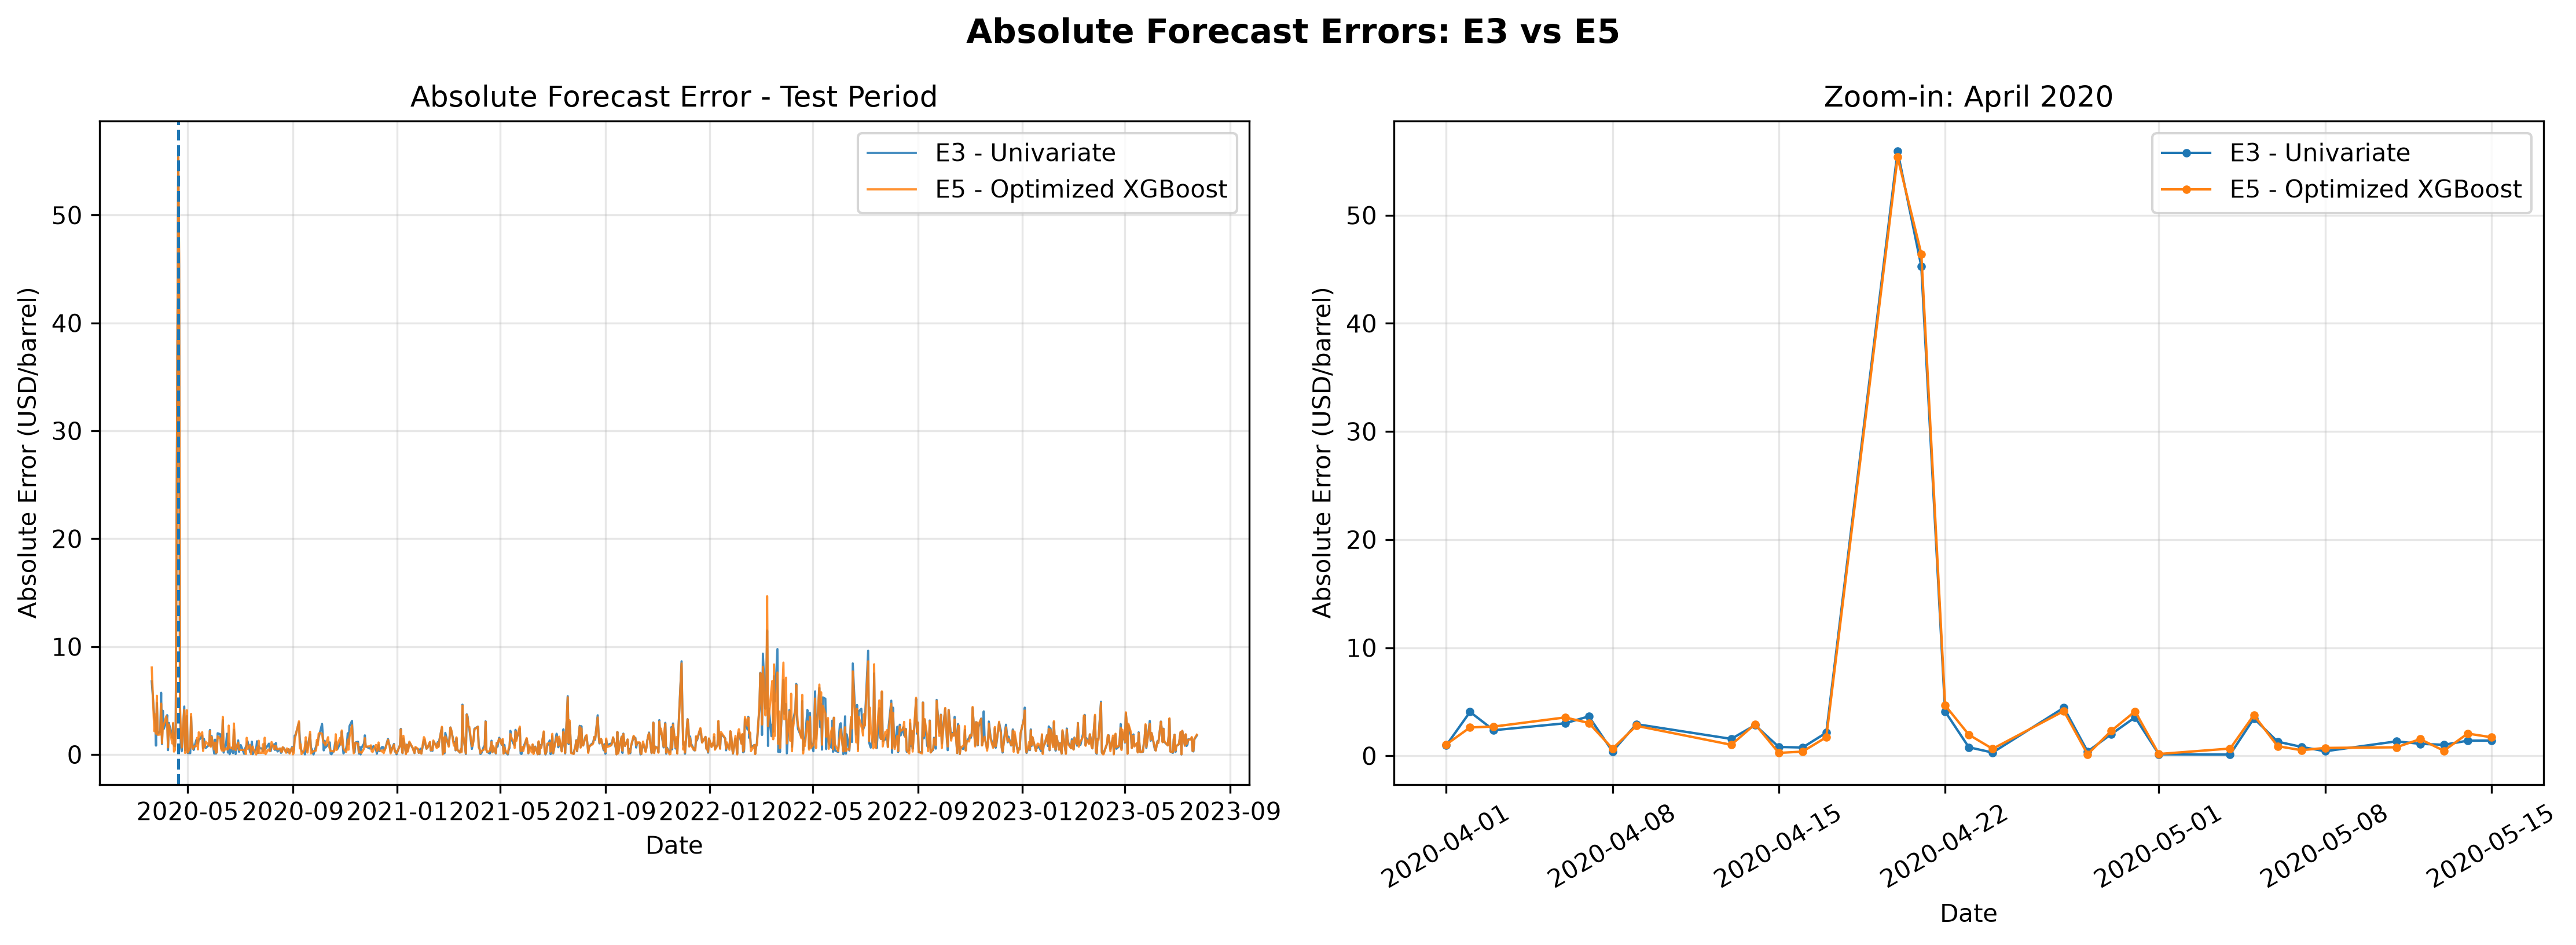 Absolute Forecast Errors: E3 vs E5
Absolute Forecast Error - Test Period
E3 - Univariate
E5 - Optimized XGBoost
Absolute Error (USD/barrel)
50
40
30
20
10
0
2020-05 2020-09 2021-01 2021-05 2021-09 2022-01 2022-05 2022-09 2023-01 2023-05 2023-09
Date
Zoom-in: April 2020
E3 - Univariate
E5 - Optimized XGBoost
Absolute Error (USD/barrel)
50
40
30
20
10
0
2020-04-01 2020-04-08 2020-04-15 2020-04-22 2020-05-01 2020-05-08 2020-05-15
Date